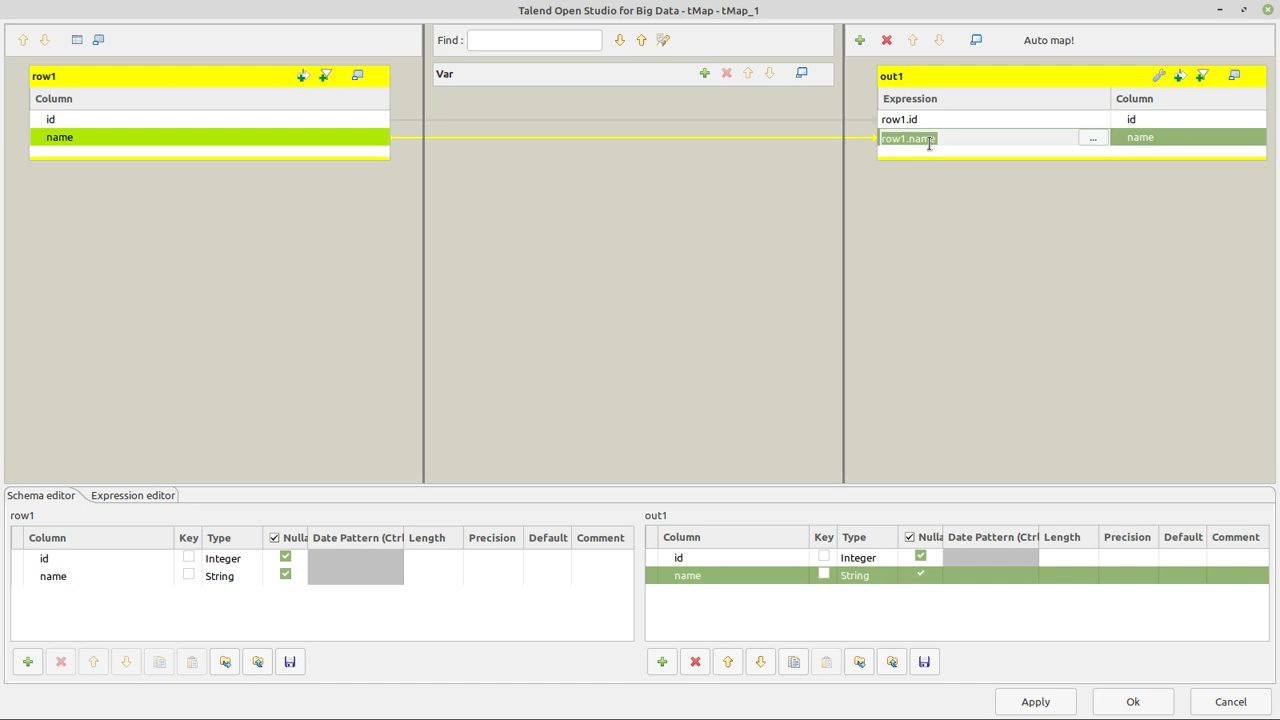 Talend Open Studio for Big Data - tMap - tMap_1
Find :
Auto map!
row1
Column
id
name
Var
out1
Expression Column
row1.id id
row1.name ... name
Schema editor Expression editor
row1
Column Key Type Nulla Date Pattern (Ctrl Length Precision Default Comment
id Integer
name String
out1
Column Key Type Nulla Date Pattern (Ctrl Length Precision Default Comment
id Integer
name String
Apply Ok Cancel